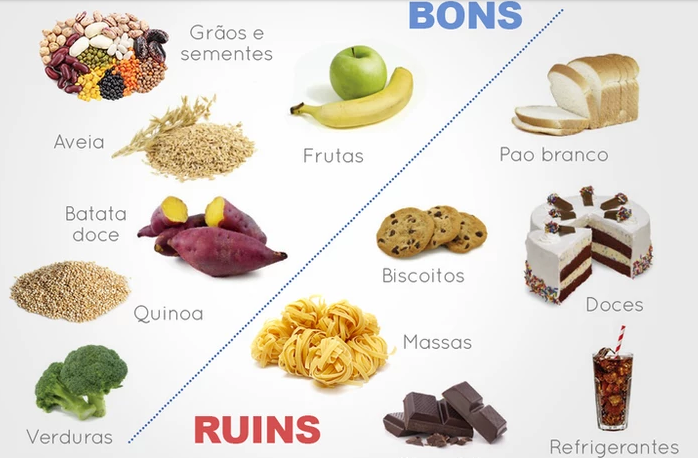 BONS
Grãos e
sementes
Aveia
Frutas
Pao branco
Batata
doce
Biscoitos
Quinoa
Doces
Massas
Verduras
RUINS
Refrigerantes